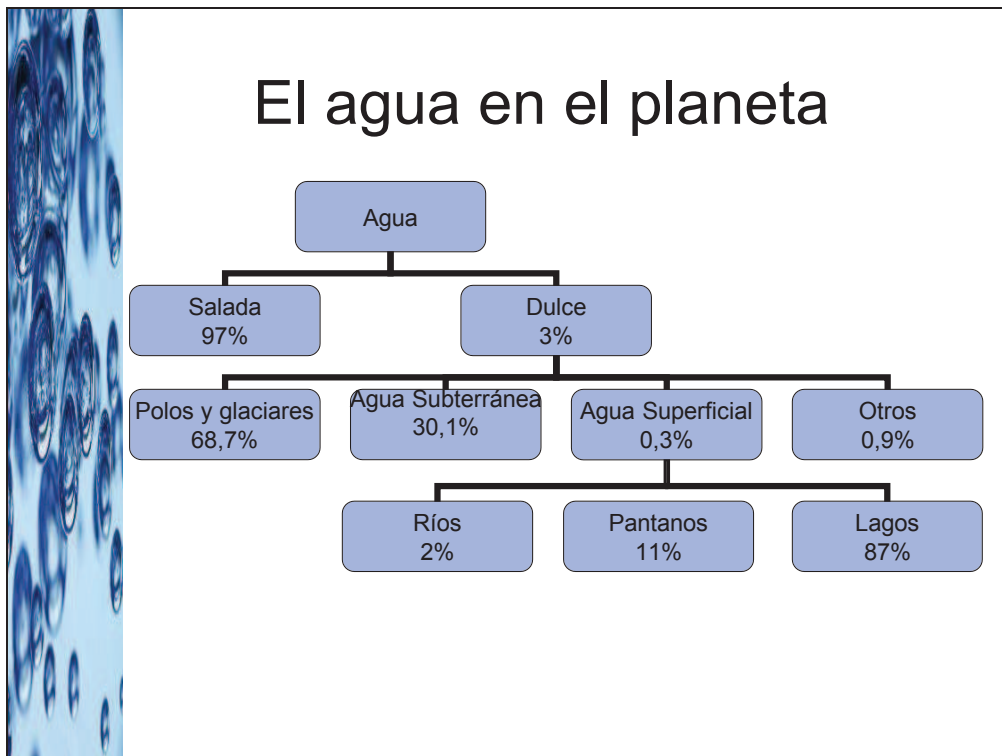 El agua en el planeta
Agua
Salada
97%
Dulce
3%
Polos y glaciares
68,7%
Agua Subterránea
30,1%
Agua Superficial
0,3%
Otros
0,9%
Ríos
2%
Pantanos
11%
Lagos
87%